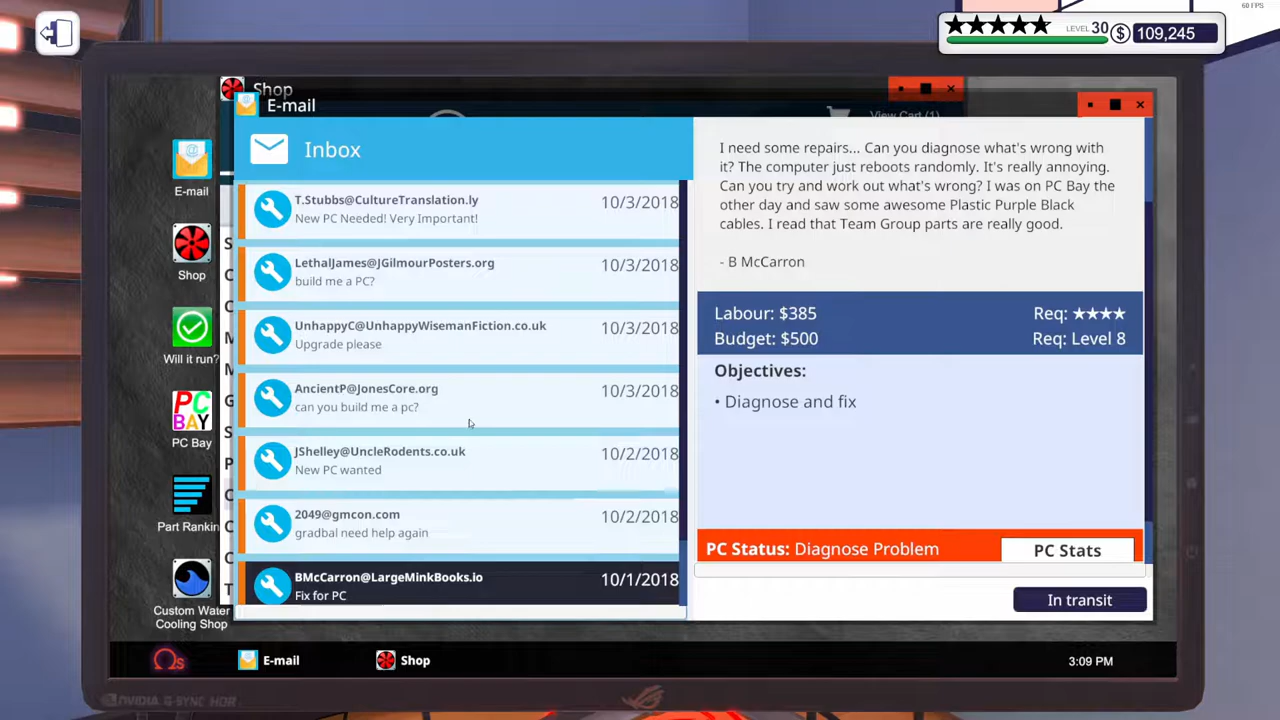 60 FPS
LEVEL 30 $ 109,245
Shop
E-mail
View Cart (1)
Inbox
T.Stubbs@CultureTranslation.ly 10/3/2018
New PC Needed! Very Important!
LethalJames@JGilmourPosters.org 10/3/2018
build me a PC?
UnhappyC@UnhappyWisemanFiction.co.uk 10/3/2018
Upgrade please
AncientP@JonesCore.org 10/3/2018
can you build me a pc?
JShelley@UncleRodents.co.uk 10/2/2018
New PC wanted
2049@gmcon.com 10/2/2018
gradbal need help again
BMcCarron@LargeMinkBooks.io 10/1/2018
Fix for PC
I need some repairs... Can you diagnose what's wrong with
it? The computer just reboots randomly. It's really annoying.
Can you try and work out what's wrong? I was on PC Bay the
other day and saw some awesome Plastic Purple Black
cables. I read that Team Group parts are really good.
- B McCarron
Labour: $385 Req: ★★★★
Budget: $500 Req: Level 8
Objectives:
• Diagnose and fix
PC Status: Diagnose Problem PC Stats
In transit
E-mail
Shop
Will it run?
PC
BAY
PC Bay
Part Rankin
Custom Water
Cooling Shop
E-mail Shop 3:09 PM
NVIDIA G-SYNC HDR